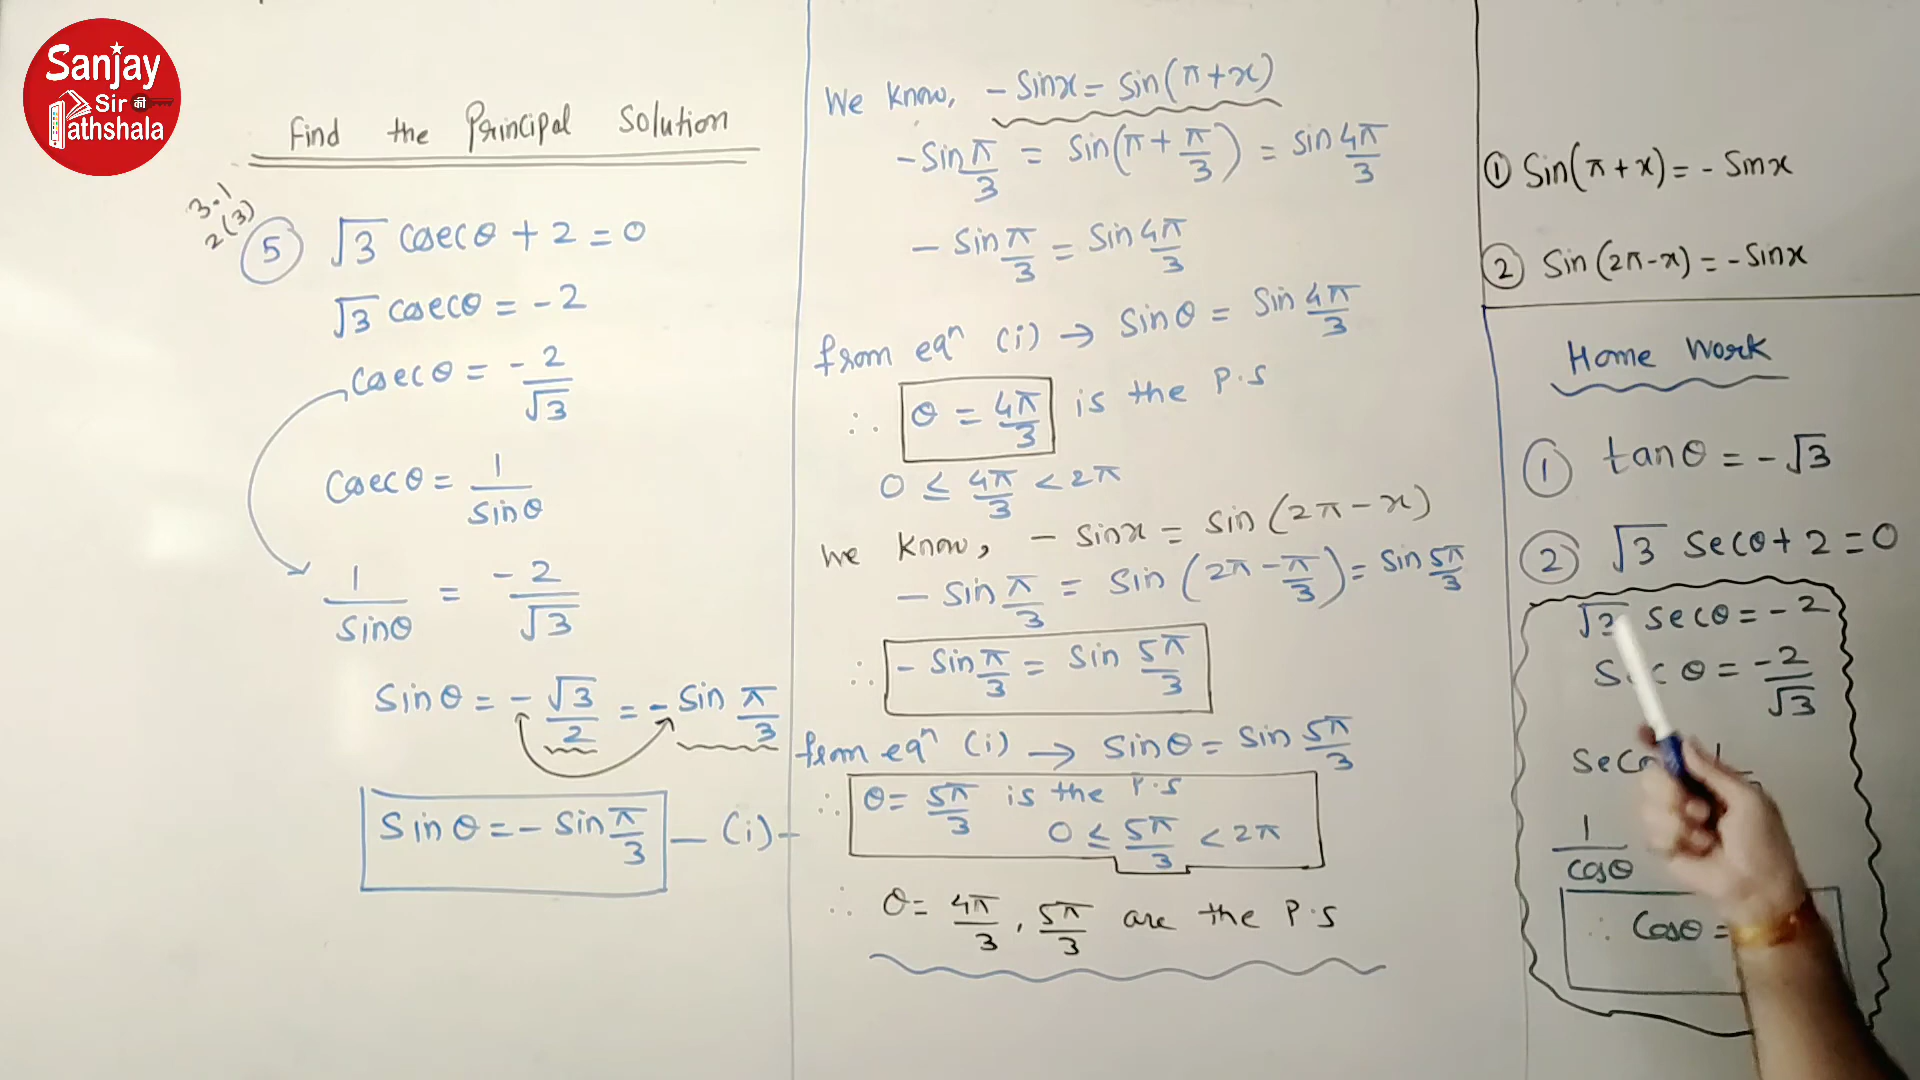 Sanjay
Sir की
Pathshala
Find the Principal Solution
3.1
2(3)
5 √3 cosecθ + 2 = 0
√3 cosecθ = -2
cosecθ = -2/√3
cosecθ = 1/sinθ
1/sinθ = -2/√3
Sinθ = -√3/2 = -Sin π/3
Sinθ = - Sin π/3 — (i)
We know, - Sinx = Sin(π+x)
- Sin π/3 = Sin(π + π/3) = Sin 4π/3
- Sin π/3 = Sin 4π/3
from eqⁿ (i) → Sinθ = Sin 4π/3
∴ θ = 4π/3 is the P.S
0 ≤ 4π/3 < 2π
We know, - Sinx = Sin (2π - x)
- Sin π/3 = Sin (2π - π/3) = Sin 5π/3
∴ - Sin π/3 = Sin 5π/3
from eqⁿ (i) → Sinθ = Sin 5π/3
∴ θ = 5π/3 is the P.S
0 ≤ 5π/3 < 2π
∴ θ = 4π/3, 5π/3 are the P.S
① Sin(π + x) = - Sinx
② Sin (2π-x) = - Sinx
Home Work
① tanθ = -√3
② √3 secθ + 2 = 0
secθ = -2
θ = -2/√3
1/cosθ
∴ Cosθ =